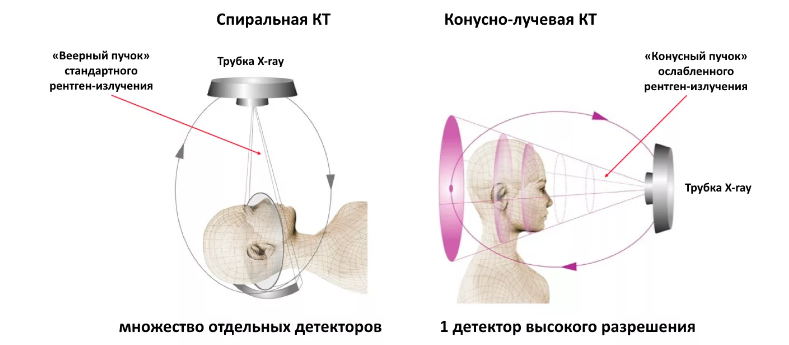 Спиральная КТ
Конусно-лучевая КТ
«Веерный пучок»
стандартного
рентген-излучения
Трубка X-ray
«Конусный пучок»
ослабленного
рентген-излучения
Трубка X-ray
множество отдельных детекторов
1 детектор высокого разрешения